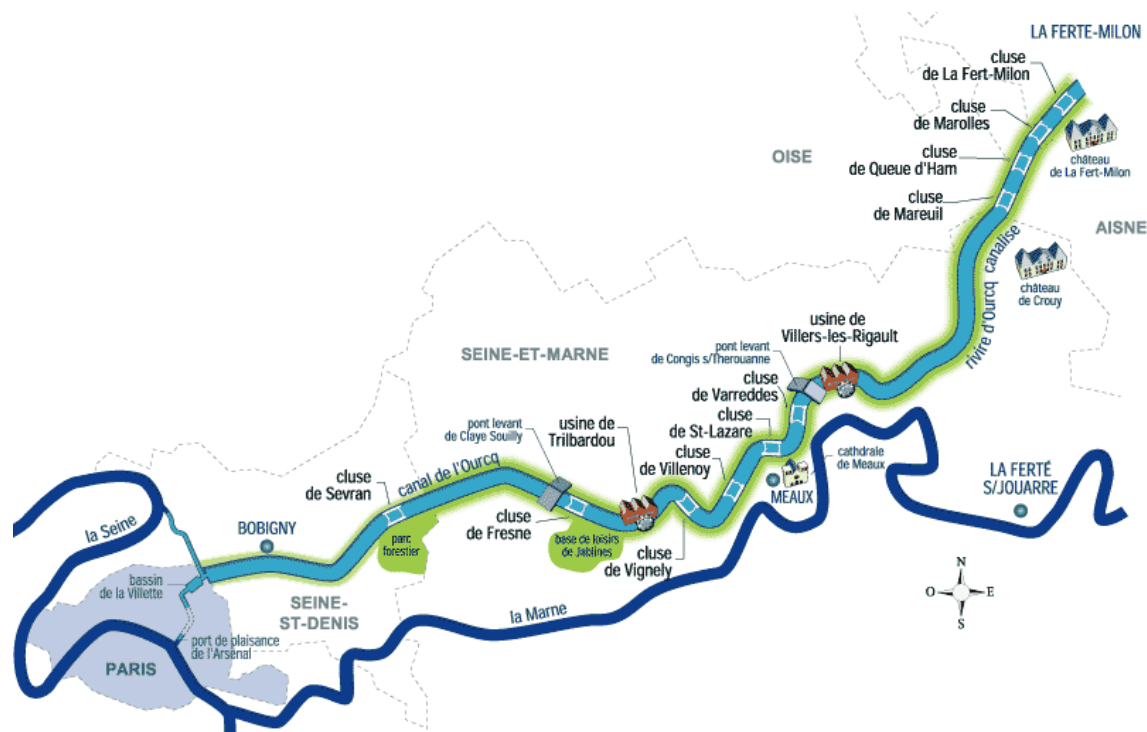 LA FERTE-MILON
cluse
de La Fert-Milon
cluse
de Marolles
OISE
cluse
de Queue d'Ham
château
de La Fert-Milon
cluse
de Mareuil
AISNE
rivire d'Ourcq canalise
château
de Crouy
usine de
Villers-les-Rigault
pont levant
de Congis s/Therouanne
SEINE-ET-MARNE
cluse
de Varreddes
usine de
Trilbardou
cluse
de St-Lazare
pont levant
de Claye Souilly
cluse
de Villenoy
cathdrale
de Meaux
MEAUX
LA FERTÉ
S/JOUARRE
canal de l'Ourcq
cluse
de Sevran
cluse
de Fresne
base de loisirs
de Jablines
cluse
de Vignely
parc
forestier
la Seine
BOBIGNY
bassin
de la Villette
SEINE-
ST-DENIS
la Marne
port de plaisance
de l'Arsenal
PARIS
N
O
E
S